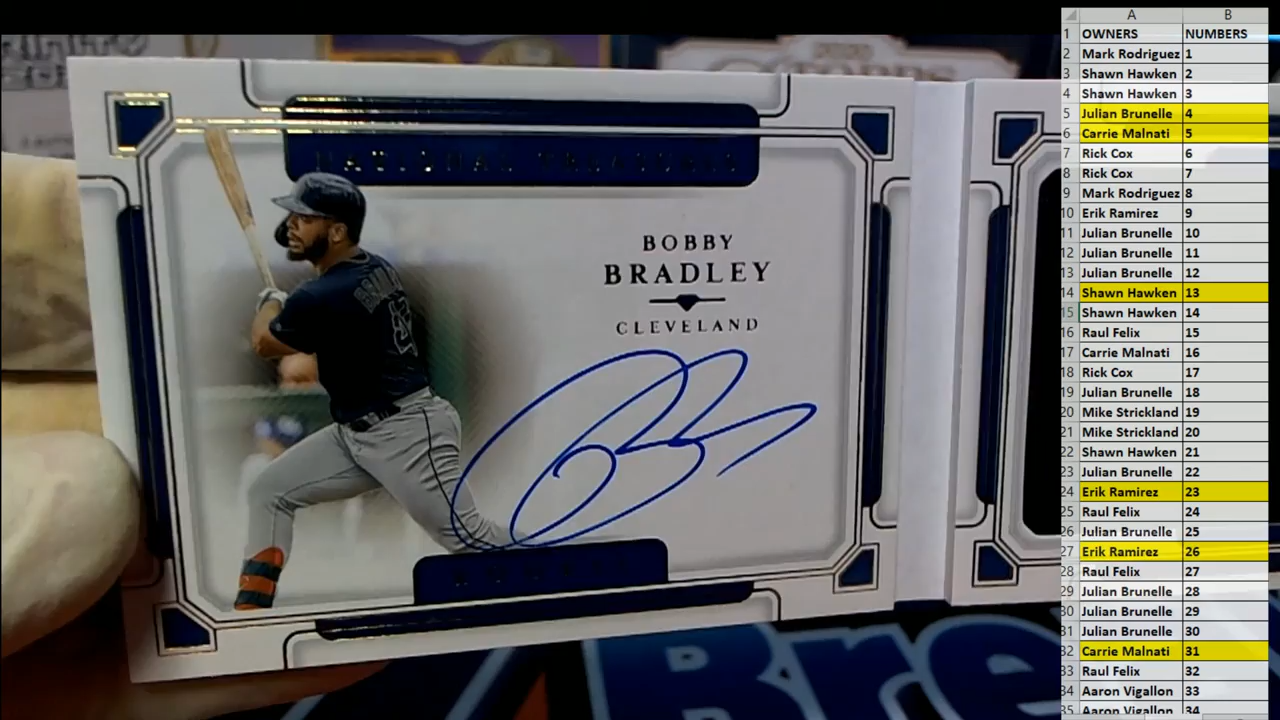 NATIONAL TREASURES
BOBBY
BRADLEY
CLEVELAND
Bre
A B
1 OWNERS NUMBERS
2 Mark Rodriguez 1
3 Shawn Hawken 2
4 Shawn Hawken 3
5 Julian Brunelle 4
6 Carrie Malnati 5
7 Rick Cox 6
8 Rick Cox 7
9 Mark Rodriguez 8
10 Erik Ramirez 9
11 Julian Brunelle 10
12 Julian Brunelle 11
13 Julian Brunelle 12
14 Shawn Hawken 13
15 Shawn Hawken 14
16 Raul Felix 15
17 Carrie Malnati 16
18 Rick Cox 17
19 Julian Brunelle 18
20 Mike Strickland 19
21 Mike Strickland 20
22 Shawn Hawken 21
23 Julian Brunelle 22
24 Erik Ramirez 23
25 Raul Felix 24
26 Julian Brunelle 25
27 Erik Ramirez 26
28 Raul Felix 27
29 Julian Brunelle 28
30 Julian Brunelle 29
31 Julian Brunelle 30
32 Carrie Malnati 31
33 Raul Felix 32
34 Aaron Vigallon 33
35 Aaron Vigallon 34